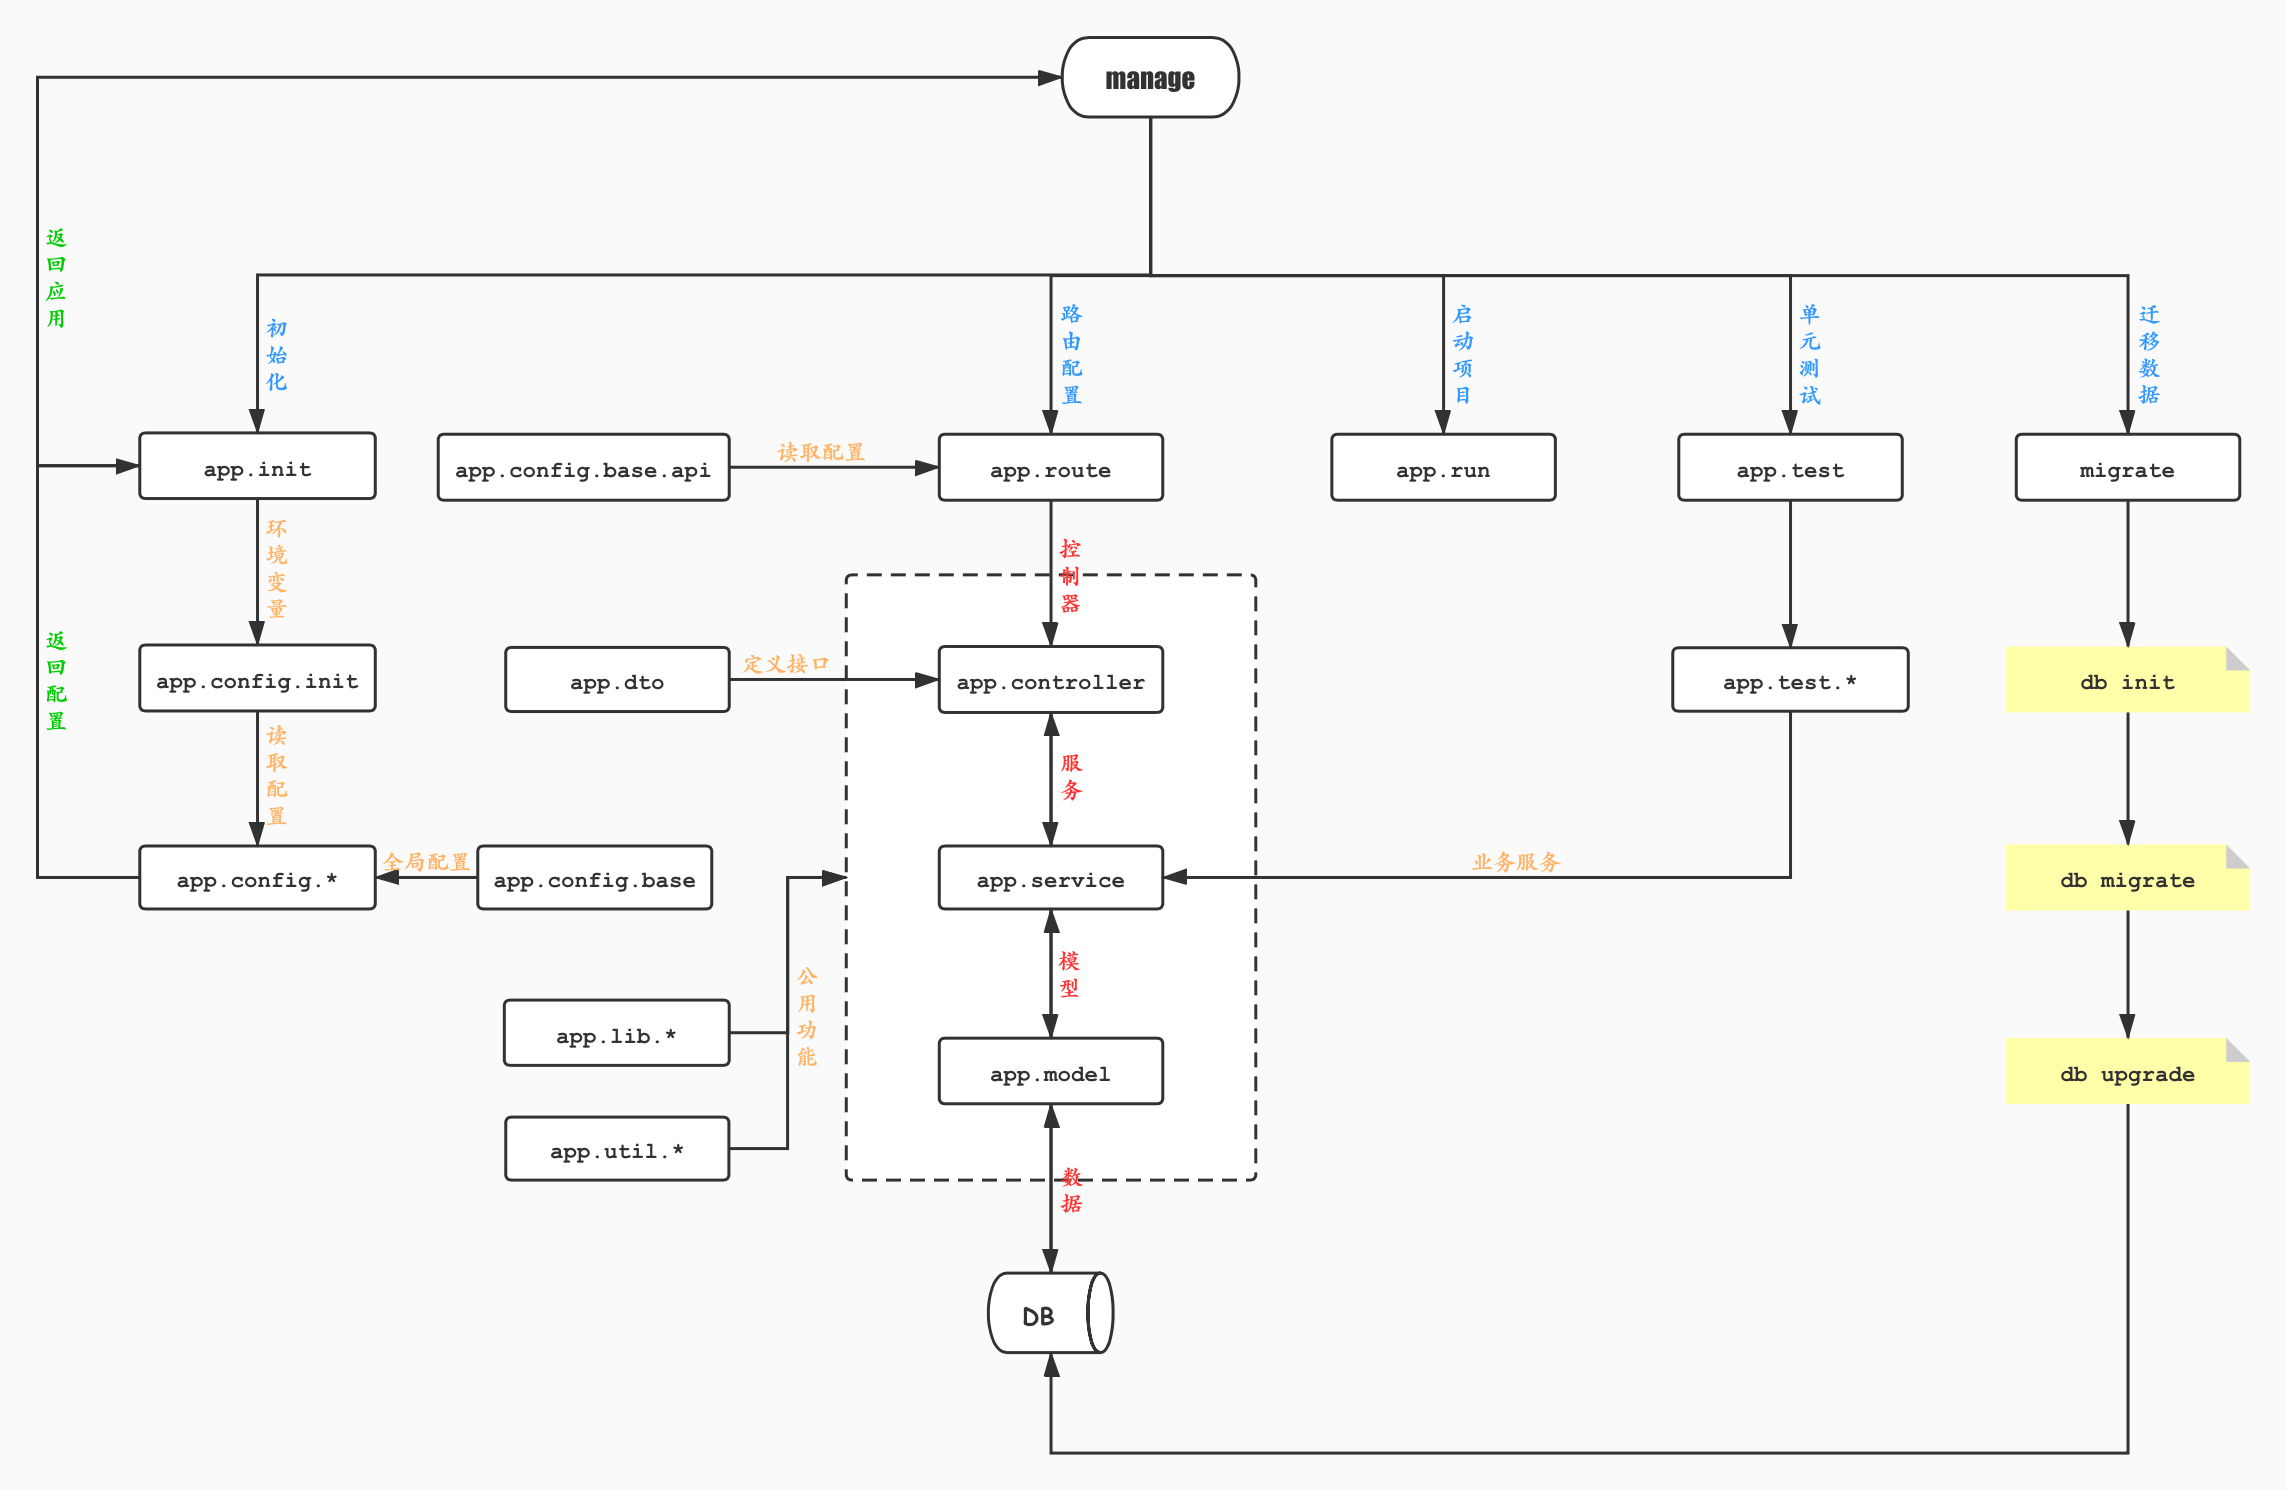 manage
返回应用
初始化
路由配置
启动项目
单元测试
迁移数据
app.init
app.config.base.api
读取配置
app.route
app.run
app.test
migrate
环境变量
控制器
返回配置
app.config.init
app.dto
定义接口
app.controller
app.test.*
db init
读取配置
服务
app.config.*
全局配置
app.config.base
app.service
业务服务
db migrate
公用功能
模型
app.lib.*
app.model
db upgrade
app.util.*
数据
DB